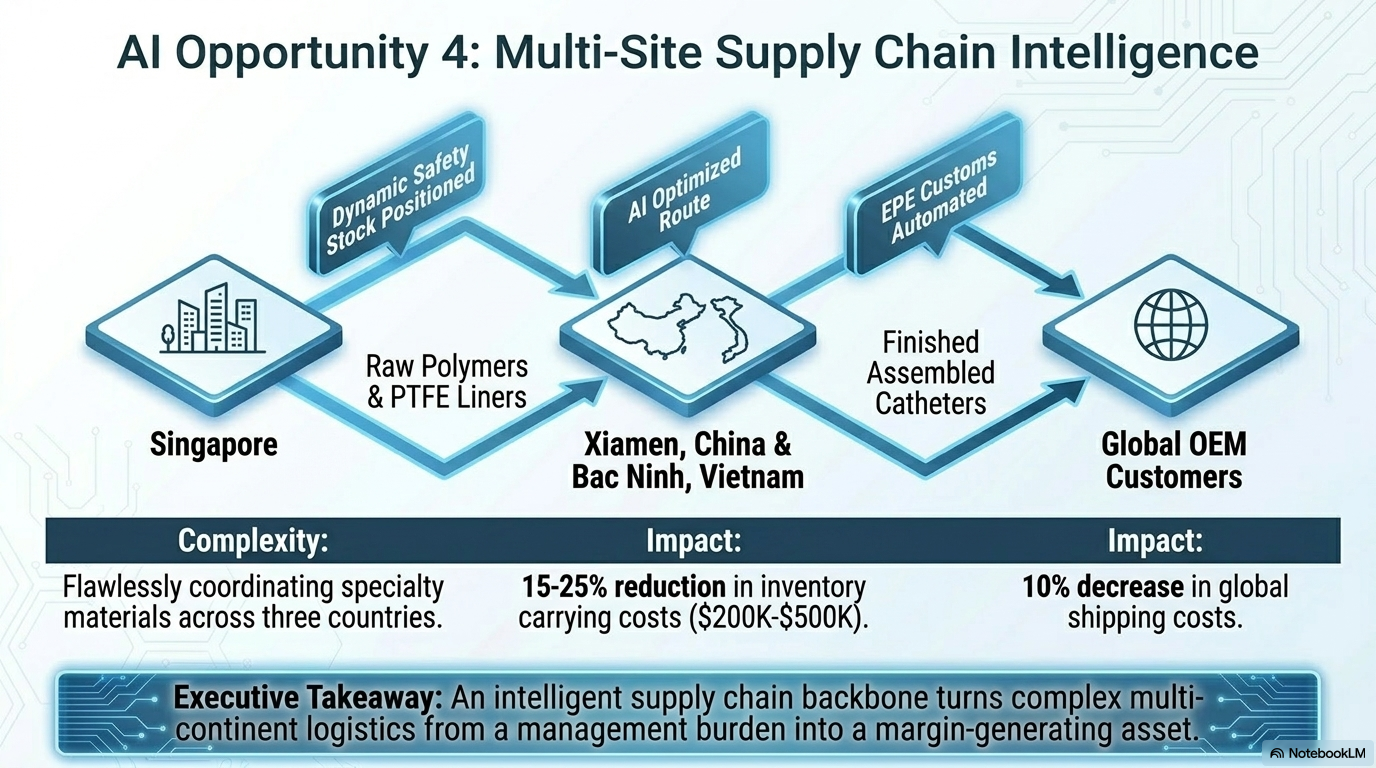 AI Opportunity 4: Multi-Site Supply Chain Intelligence
Dynamic Safety
Stock Positioned
AI Optimized
Route
EPE Customs
Automated
Raw Polymers
& PTFE Liners
Finished
Assembled
Catheters
Singapore
Xiamen, China &
Bac Ninh, Vietnam
Global OEM
Customers
Complexity:
Flawlessly coordinating specialty
materials across three countries.
Impact:
15-25% reduction in inventory
carrying costs ($200K-$500K).
Impact:
10% decrease in global
shipping costs.
Executive Takeaway: An intelligent supply chain backbone turns complex multi-
continent logistics from a management burden into a margin-generating asset.
NotebookLM